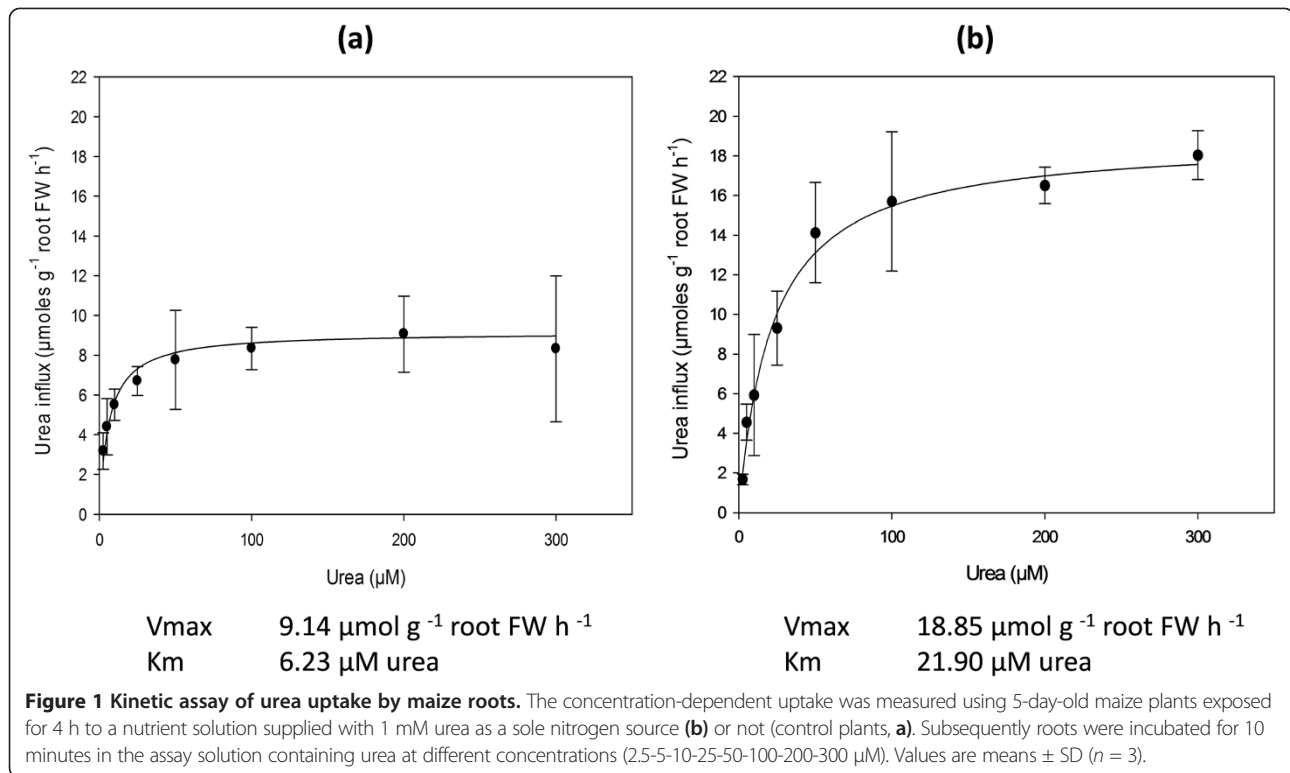 (a)
22
20
18
16
14
12
10
8
6
4
2
0
Urea influx (µmoles g⁻¹ root FW h⁻¹)
0 100 200 300
Urea (µM)
Vmax 9.14 µmol g ⁻¹ root FW h ⁻¹
Km 6.23 µM urea
(b)
22
20
18
16
14
12
10
8
6
4
2
0
Urea influx (µmoles g⁻¹ root FW h⁻¹)
0 100 200 300
Urea (µM)
Vmax 18.85 µmol g ⁻¹ root FW h ⁻¹
Km 21.90 µM urea
Figure 1 Kinetic assay of urea uptake by maize roots. The concentration-dependent uptake was measured using 5-day-old maize plants exposed
for 4 h to a nutrient solution supplied with 1 mM urea as a sole nitrogen source (b) or not (control plants, a). Subsequently roots were incubated for 10
minutes in the assay solution containing urea at different concentrations (2.5-5-10-25-50-100-200-300 µM). Values are means ± SD (n = 3).